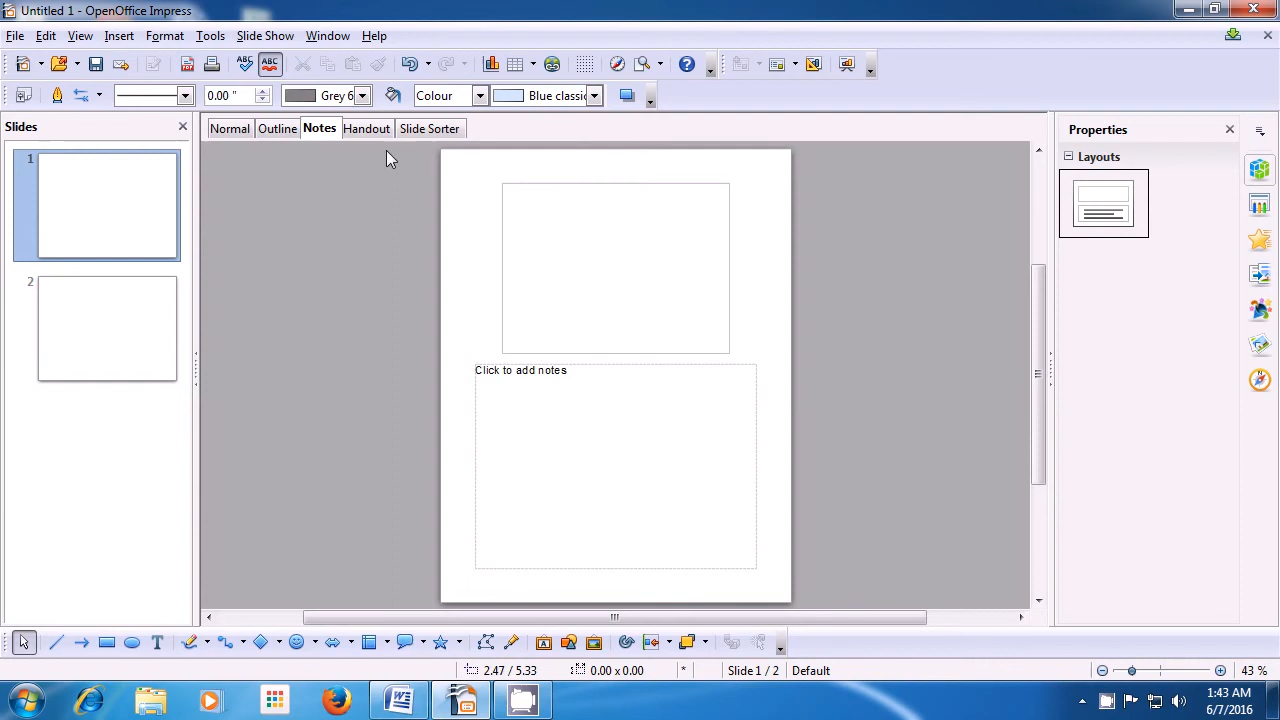 Untitled 1 - OpenOffice Impress
File Edit View Insert Format Tools Slide Show Window Help
ABC ABC
0.00 " Grey 6 Colour Blue classic
Slides
Normal Outline Notes Handout Slide Sorter
Properties
Layouts
1
2
Click to add notes
T
2.47 / 5.33 0.00 x 0.00 * Slide 1 / 2 Default 43 %
1:43 AM
6/7/2016